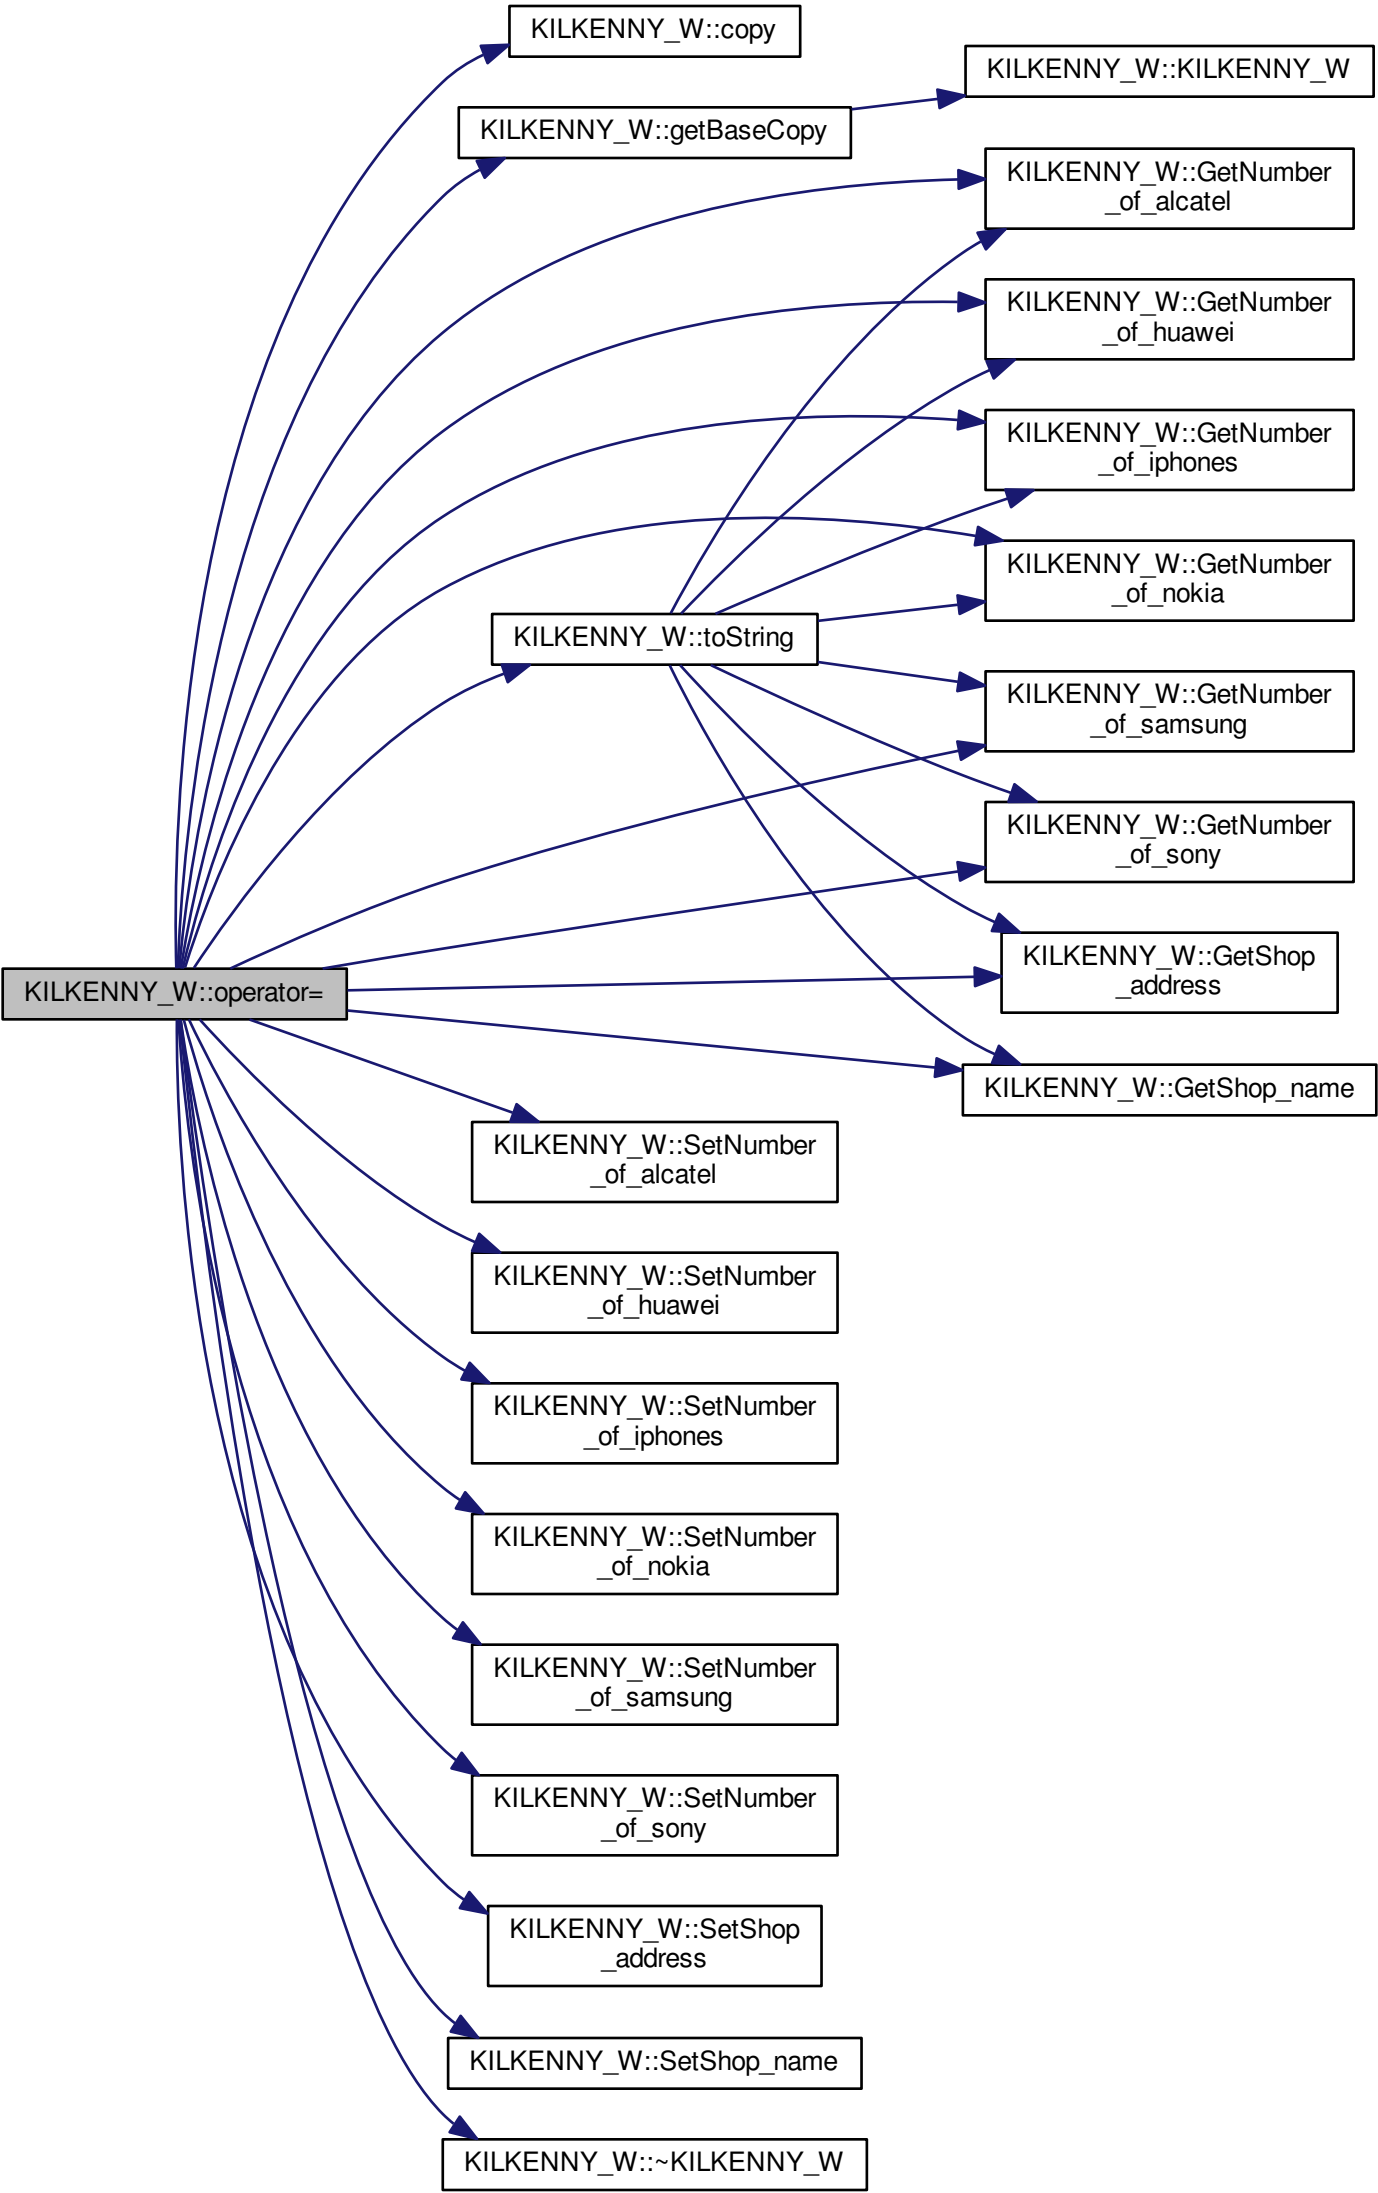 KILKENNY_W::copy
KILKENNY_W::KILKENNY_W
KILKENNY_W::getBaseCopy
KILKENNY_W::GetNumber
_of_alcatel
KILKENNY_W::GetNumber
_of_huawei
KILKENNY_W::GetNumber
_of_iphones
KILKENNY_W::GetNumber
_of_nokia
KILKENNY_W::toString
KILKENNY_W::GetNumber
_of_samsung
KILKENNY_W::GetNumber
_of_sony
KILKENNY_W::GetShop
_address
KILKENNY_W::operator=
KILKENNY_W::GetShop_name
KILKENNY_W::SetNumber
_of_alcatel
KILKENNY_W::SetNumber
_of_huawei
KILKENNY_W::SetNumber
_of_iphones
KILKENNY_W::SetNumber
_of_nokia
KILKENNY_W::SetNumber
_of_samsung
KILKENNY_W::SetNumber
_of_sony
KILKENNY_W::SetShop
_address
KILKENNY_W::SetShop_name
KILKENNY_W::~KILKENNY_W